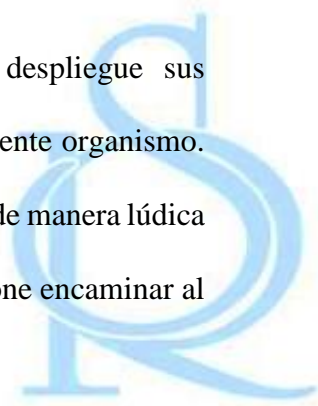 despliegue sus
ente organismo.
de manera lúdica
one encaminar al